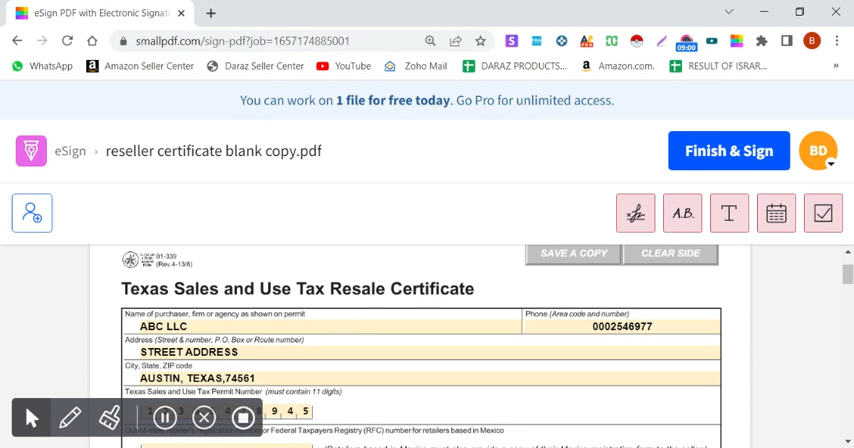 eSign PDF with Electronic Signatu
smallpdf.com/sign-pdf?job=1657174885001
09:00
B
WhatsApp Amazon Seller Center Daraz Seller Center YouTube Zoho Mail DARAZ PRODUCTS... Amazon.com. RESULT OF ISRAR... »
You can work on 1 file for free today. Go Pro for unlimited access.
eSign › reseller certificate blank copy.pdf
Finish & Sign
BD
A.B. T
01-339
(Rev.4-13/8)
SAVE A COPY CLEAR SIDE
Texas Sales and Use Tax Resale Certificate
Name of purchaser, firm or agency as shown on permit Phone (Area code and number)
ABC LLC 0002546977
Address (Street & number, P.O. Box or Route number)
STREET ADDRESS
City, State, ZIP code
AUSTIN, TEXAS,74561
Texas Sales and Use Tax Permit Number (must contain 11 digits)
9 4 5
or Federal Taxpayers Registry (RFC) number for retailers based in Mexico